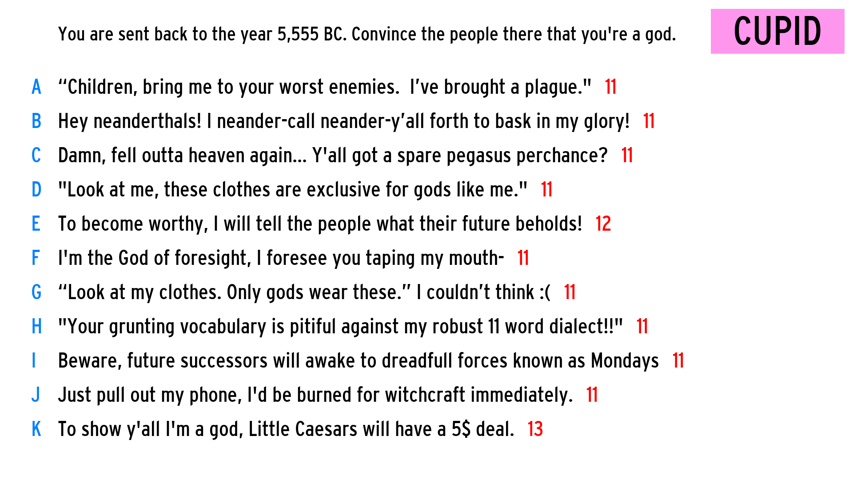 You are sent back to the year 5,555 BC. Convince the people there that you're a god.
CUPID
A “Children, bring me to your worst enemies.  I’ve brought a plague." 11
B Hey neanderthals! I neander-call neander-y’all forth to bask in my glory! 11
C Damn, fell outta heaven again... Y'all got a spare pegasus perchance? 11
D "Look at me, these clothes are exclusive for gods like me." 11
E To become worthy, I will tell the people what their future beholds! 12
F I'm the God of foresight, I foresee you taping my mouth- 11
G “Look at my clothes. Only gods wear these.” I couldn’t think :( 11
H "Your grunting vocabulary is pitiful against my robust 11 word dialect!!" 11
I Beware, future successors will awake to dreadfull forces known as Mondays 11
J Just pull out my phone, I'd be burned for witchcraft immediately. 11
K To show y'all I'm a god, Little Caesars will have a 5$ deal. 13